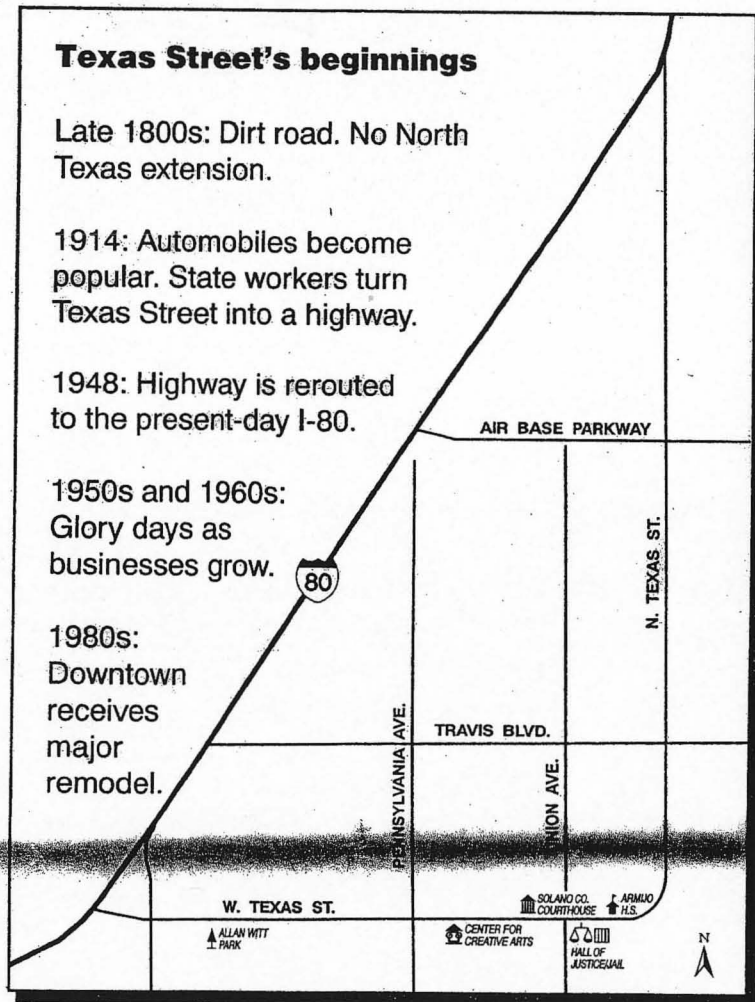 Texas Street's beginnings
Late 1800s: Dirt road. No North
Texas extension.
1914: Automobiles become
popular. State workers turn
Texas Street into a highway.
1948: Highway is rerouted
to the present-day I-80.
1950s and 1960s:
Glory days as
businesses grow.
1980s:
Downtown
receives
major
remodel.
80
AIR BASE PARKWAY
N. TEXAS ST.
PENNSYLVANIA AVE.
TRAVIS BLVD.
UNION AVE.
W. TEXAS ST.
ALLAN WITT
PARK
CENTER FOR
CREATIVE ARTS
SOLANO CO.
COURTHOUSE
ARMIJO
H.S.
HALL OF
JUSTICE/JAIL
N